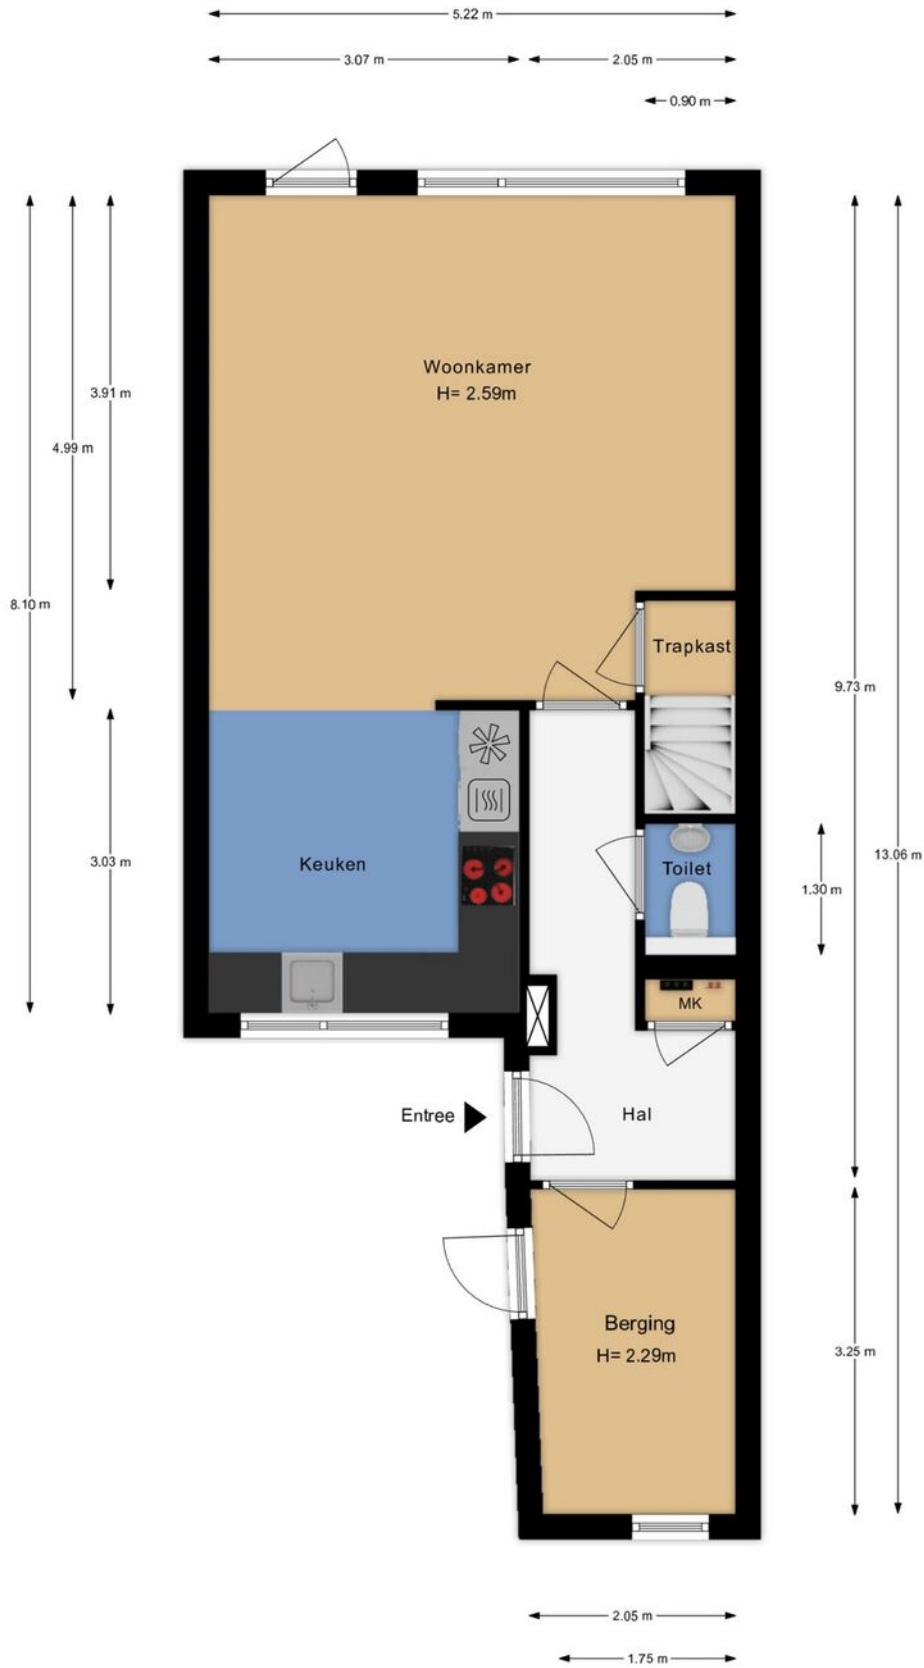 5.22 m
3.07 m
2.05 m
0.90 m
Woonkamer
H= 2.59m
3.91 m
4.99 m
8.10 m
Trapkast
9.73 m
Keuken
3.03 m
Toilet
1.30 m
13.06 m
MK
Entree
Hal
Berging
H= 2.29m
3.25 m
2.05 m
1.75 m